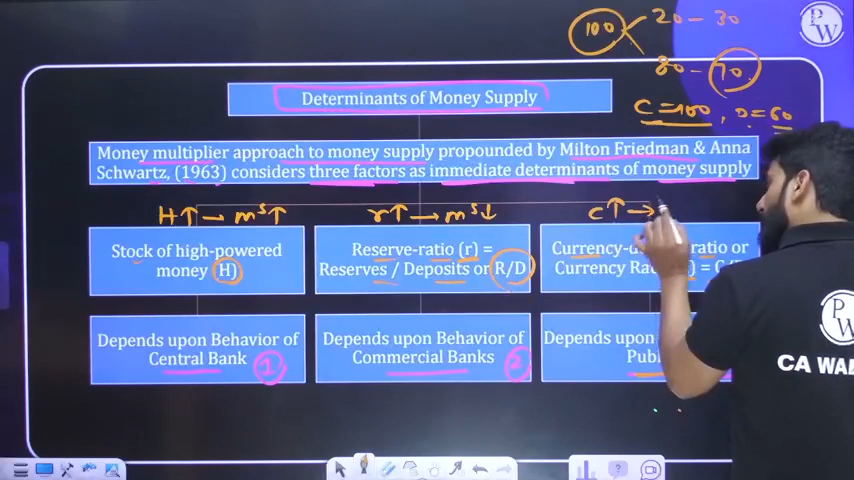 100 20 - 30
80 - 70
C = 100, D = 60
Determinants of Money Supply
Money multiplier approach to money supply propounded by Milton Friedman & Anna
Schwartz, (1963) considers three factors as immediate determinants of money supply
H↑ → mˢ↑
r↑ → mˢ↓
c↑ →
Stock of high-powered
money (H)
Reserve-ratio (r) =
Reserves / Deposits or R/D
Currency- ratio or
Currency
Depends upon Behavior of
Central Bank 1
Depends upon Behavior of
Commercial Banks 2
Depends upon
PW
PW
CA WA